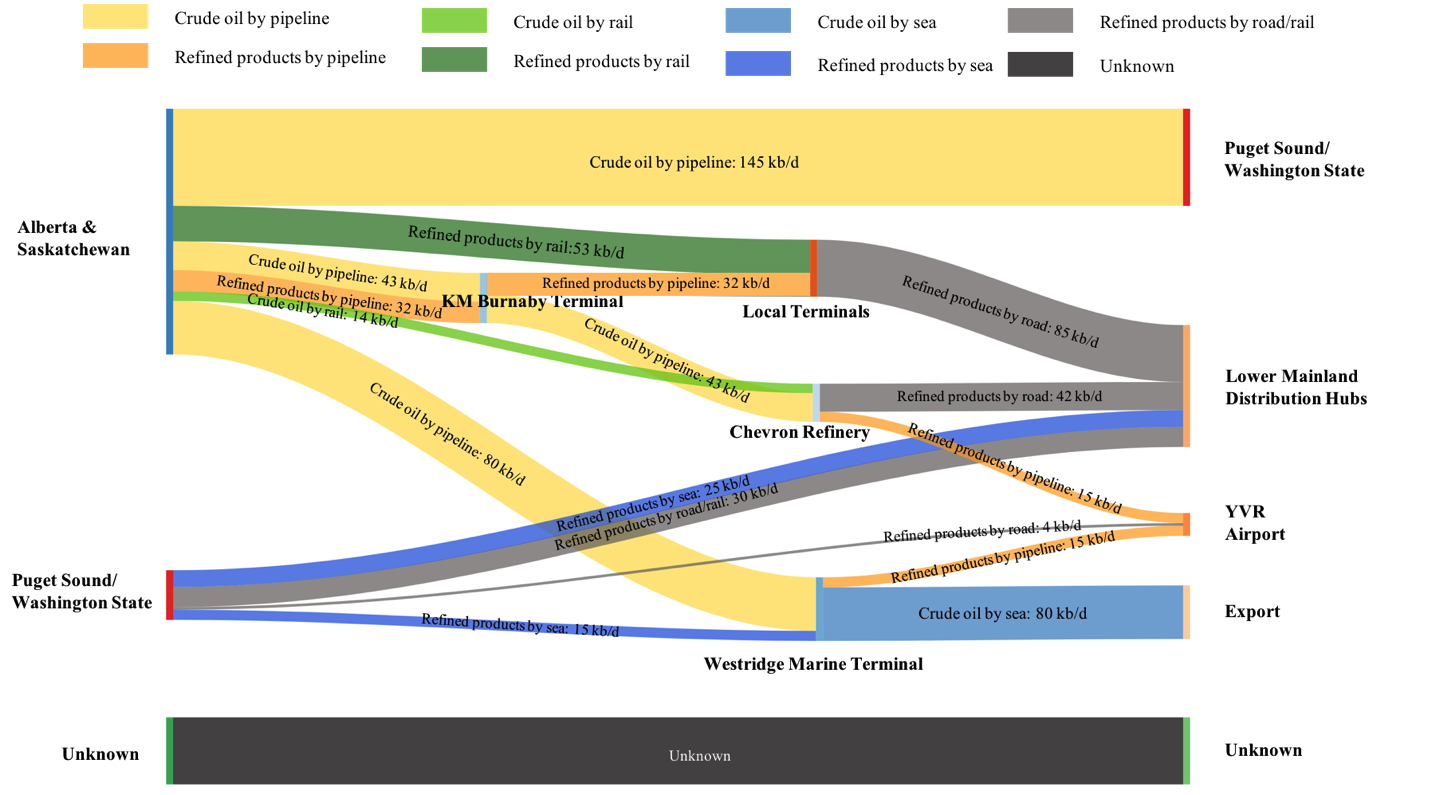 Crude oil by pipeline
Crude oil by rail
Crude oil by sea
Refined products by road/rail
Refined products by pipeline
Refined products by rail
Refined products by sea
Unknown
Crude oil by pipeline: 145 kb/d
Puget Sound/
Washington State
Alberta &
Saskatchewan
Refined products by rail:53 kb/d
Crude oil by pipeline: 43 kb/d
Refined products by pipeline: 32 kb/d
Crude oil by rail: 14 kb/d
KM Burnaby Terminal
Refined products by pipeline: 32 kb/d
Local Terminals
Refined products by road: 85 kb/d
Crude oil by pipeline: 43 kb/d
Lower Mainland
Distribution Hubs
Refined products by road: 42 kb/d
Chevron Refinery
Crude oil by pipeline: 80 kb/d
Refined products by pipeline: 15 kb/d
Refined products by sea: 25 kb/d
Refined products by road/rail: 30 kb/d
YVR
Airport
Refined products by road: 4 kb/d
Refined products by pipeline: 15 kb/d
Puget Sound/
Washington State
Refined products by sea: 15 kb/d
Crude oil by sea: 80 kb/d
Export
Westridge Marine Terminal
Unknown
Unknown
Unknown